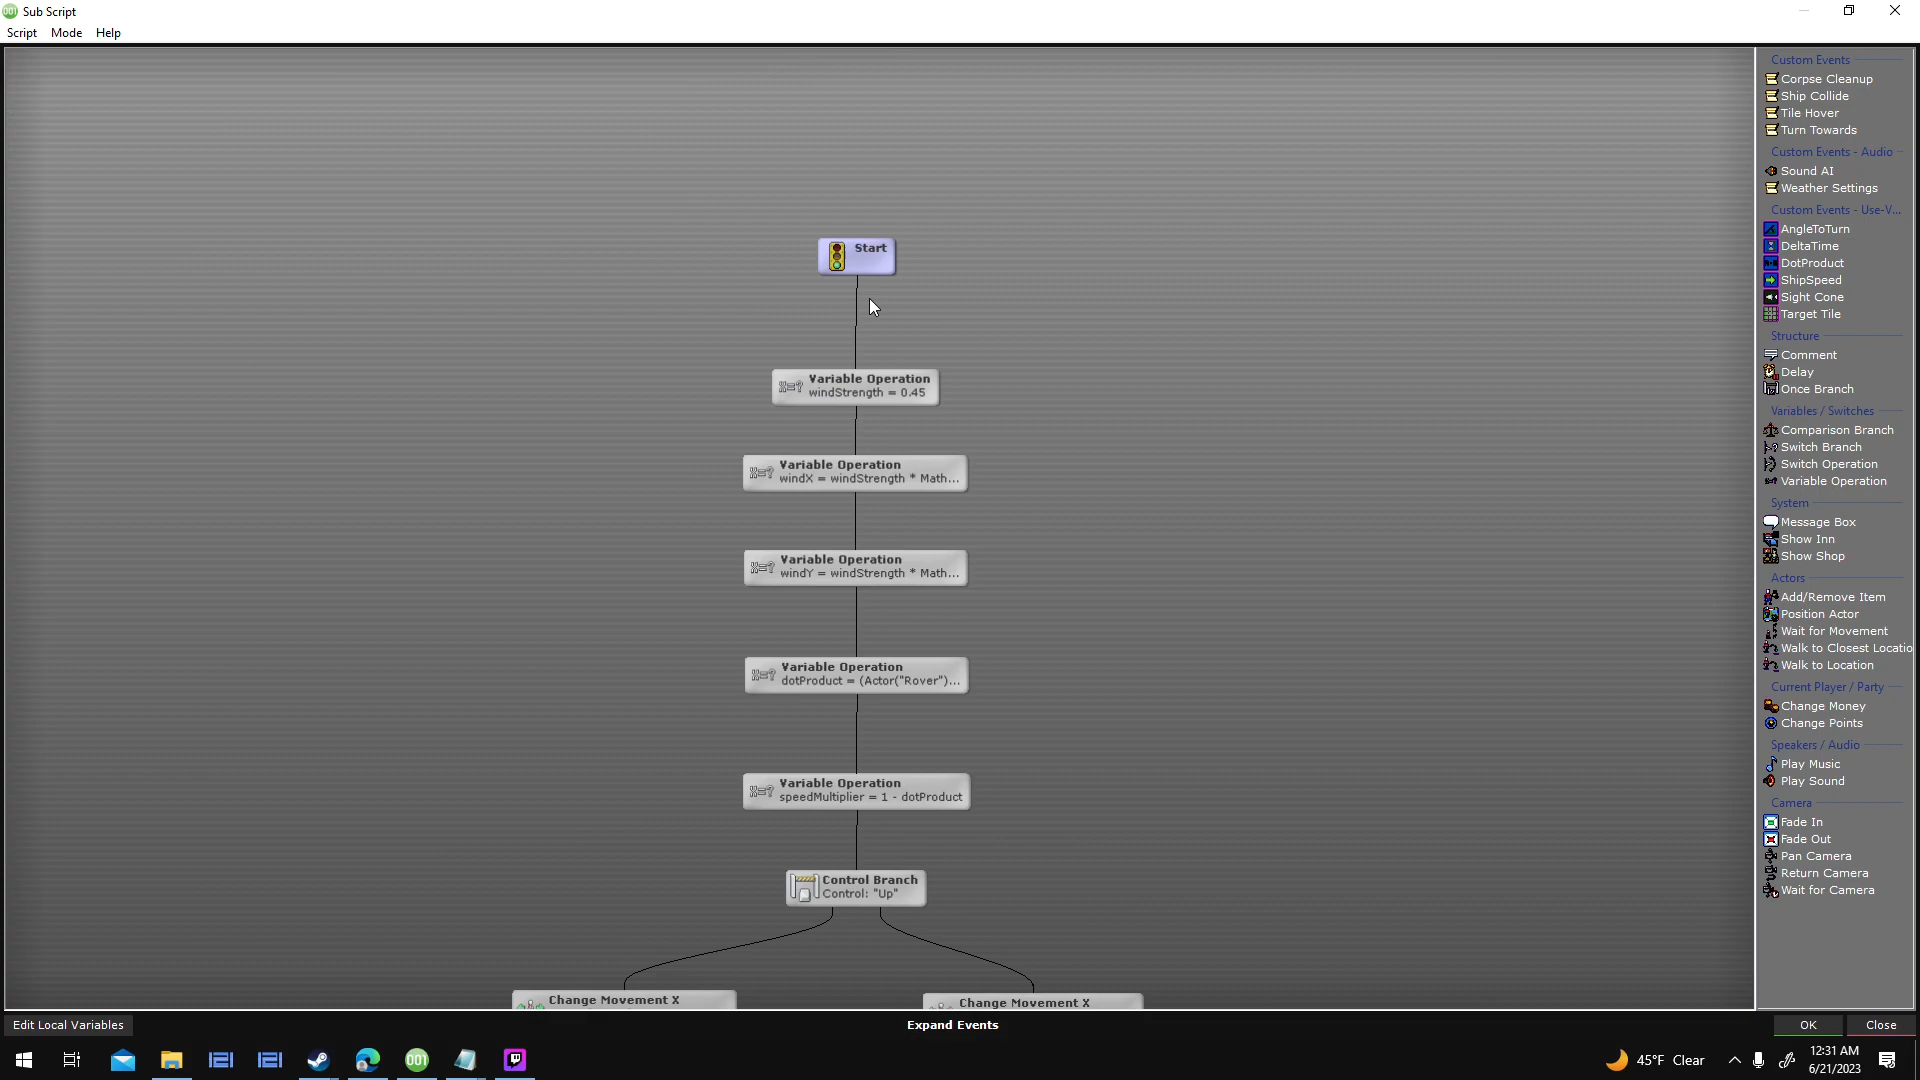 Sub Script
Script Mode Help
Start
Variable Operation
windStrength = 0.45
Variable Operation
windX = windStrength * Math...
Variable Operation
windY = windStrength * Math...
Variable Operation
dotProduct = (Actor("Rover")...
Variable Operation
speedMultiplier = 1 - dotProduct
Control Branch
Control: "Up"
Change Movement X
Change Movement X
Custom Events
Corpse Cleanup
Ship Collide
Tile Hover
Turn Towards
Custom Events - Audio
Sound AI
Weather Settings
Custom Events - Use-V...
AngleToTurn
DeltaTime
DotProduct
ShipSpeed
Sight Cone
Target Tile
Structure
Comment
Delay
Once Branch
Variables / Switches
Comparison Branch
Switch Branch
Switch Operation
Variable Operation
System
Message Box
Show Inn
Show Shop
Actors
Add/Remove Item
Position Actor
Wait for Movement
Walk to Closest Locatio
Walk to Location
Current Player / Party
Change Money
Change Points
Speakers / Audio
Play Music
Play Sound
Camera
Fade In
Fade Out
Pan Camera
Return Camera
Wait for Camera
Edit Local Variables
Expand Events
OK
Close
45°F Clear
12:31 AM
6/21/2023